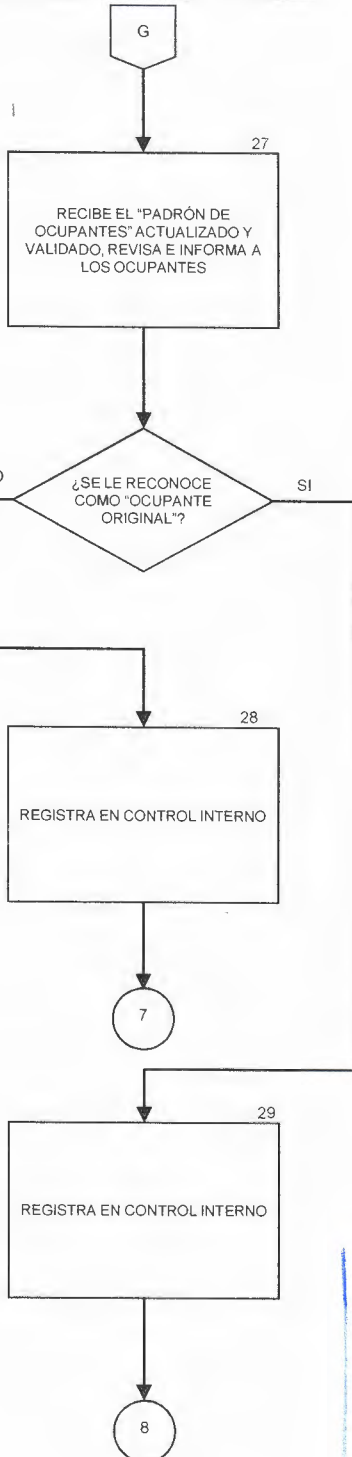 G
27
RECIBE EL "PADRÓN DE
OCUPANTES" ACTUALIZADO Y
VALIDADO, REVISA E INFORMA A
LOS OCUPANTES
¿SE LE RECONOCE
COMO "OCUPANTE
ORIGINAL"?
SI
28
REGISTRA EN CONTROL INTERNO
7
29
REGISTRA EN CONTROL INTERNO
8